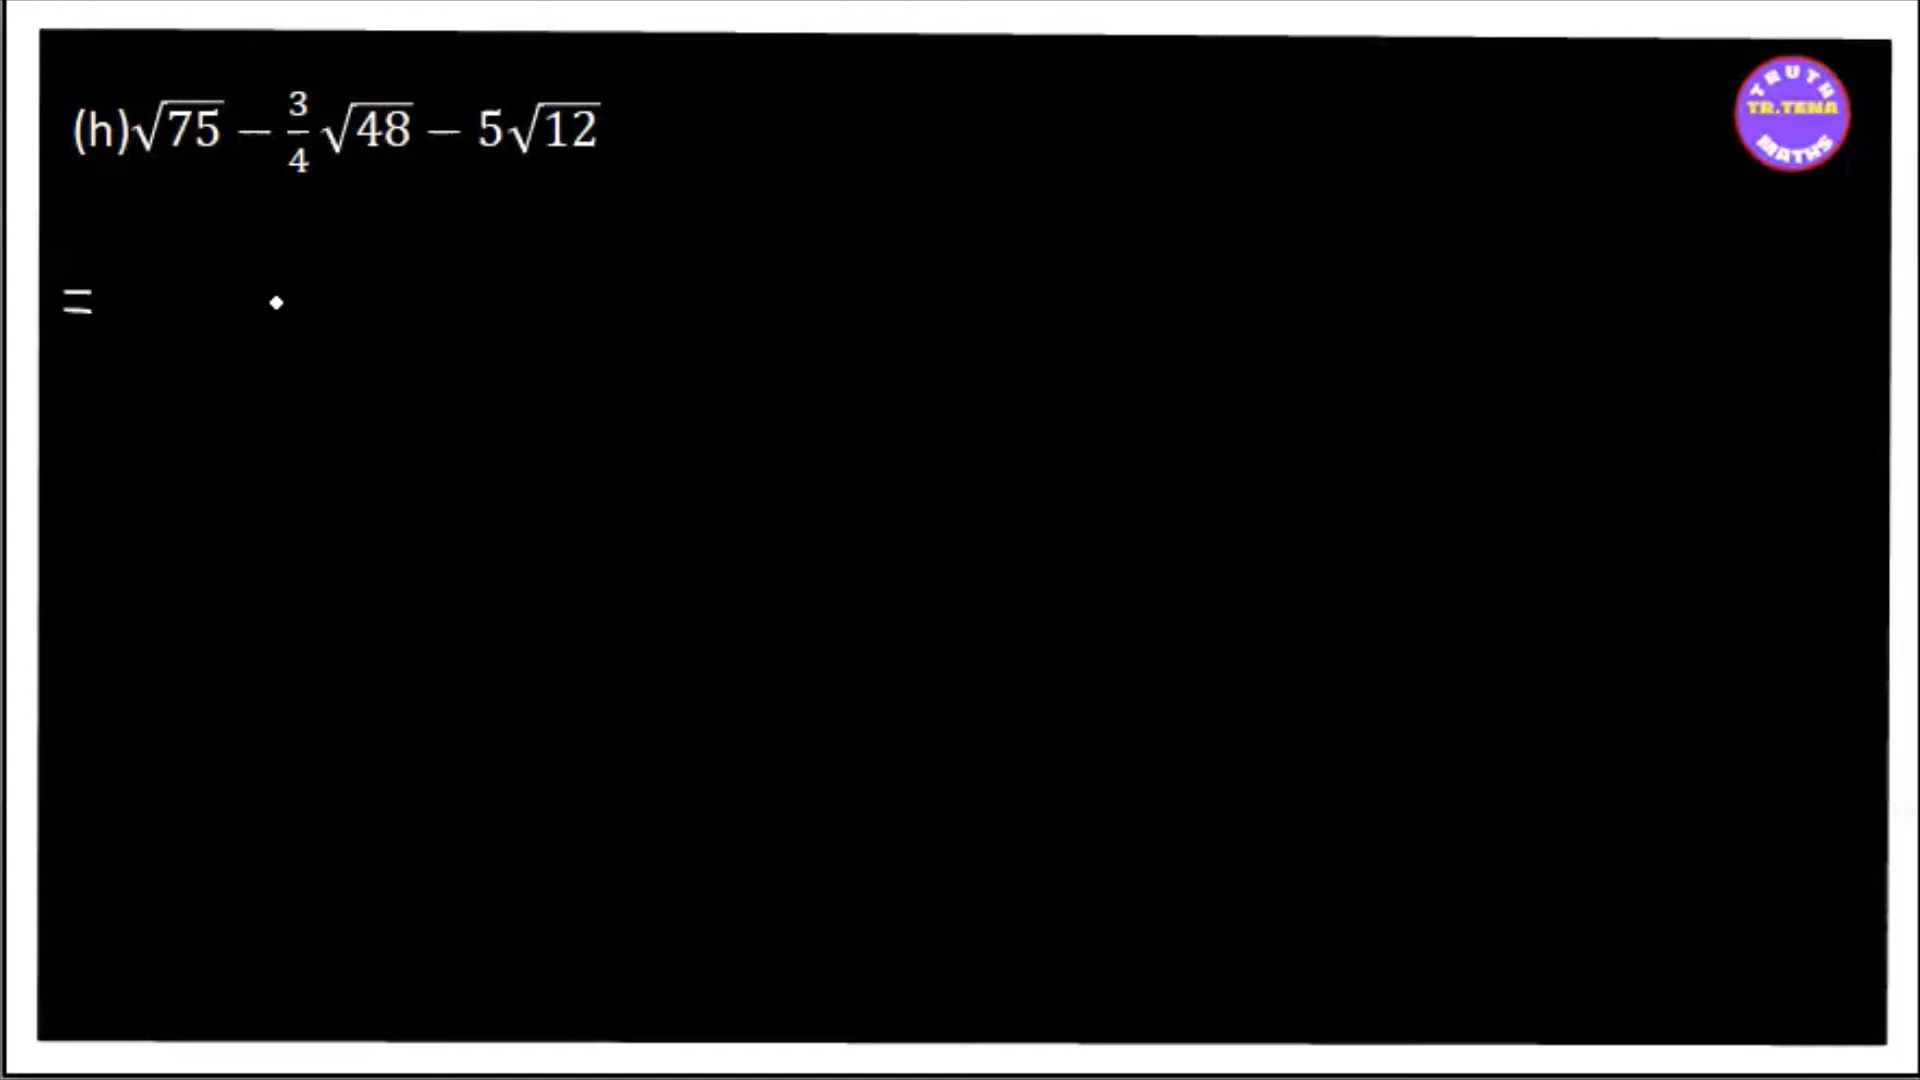 (h)√75 − 3/4 √48 − 5√12
TRUTH
TR.TENA
MATHS
=